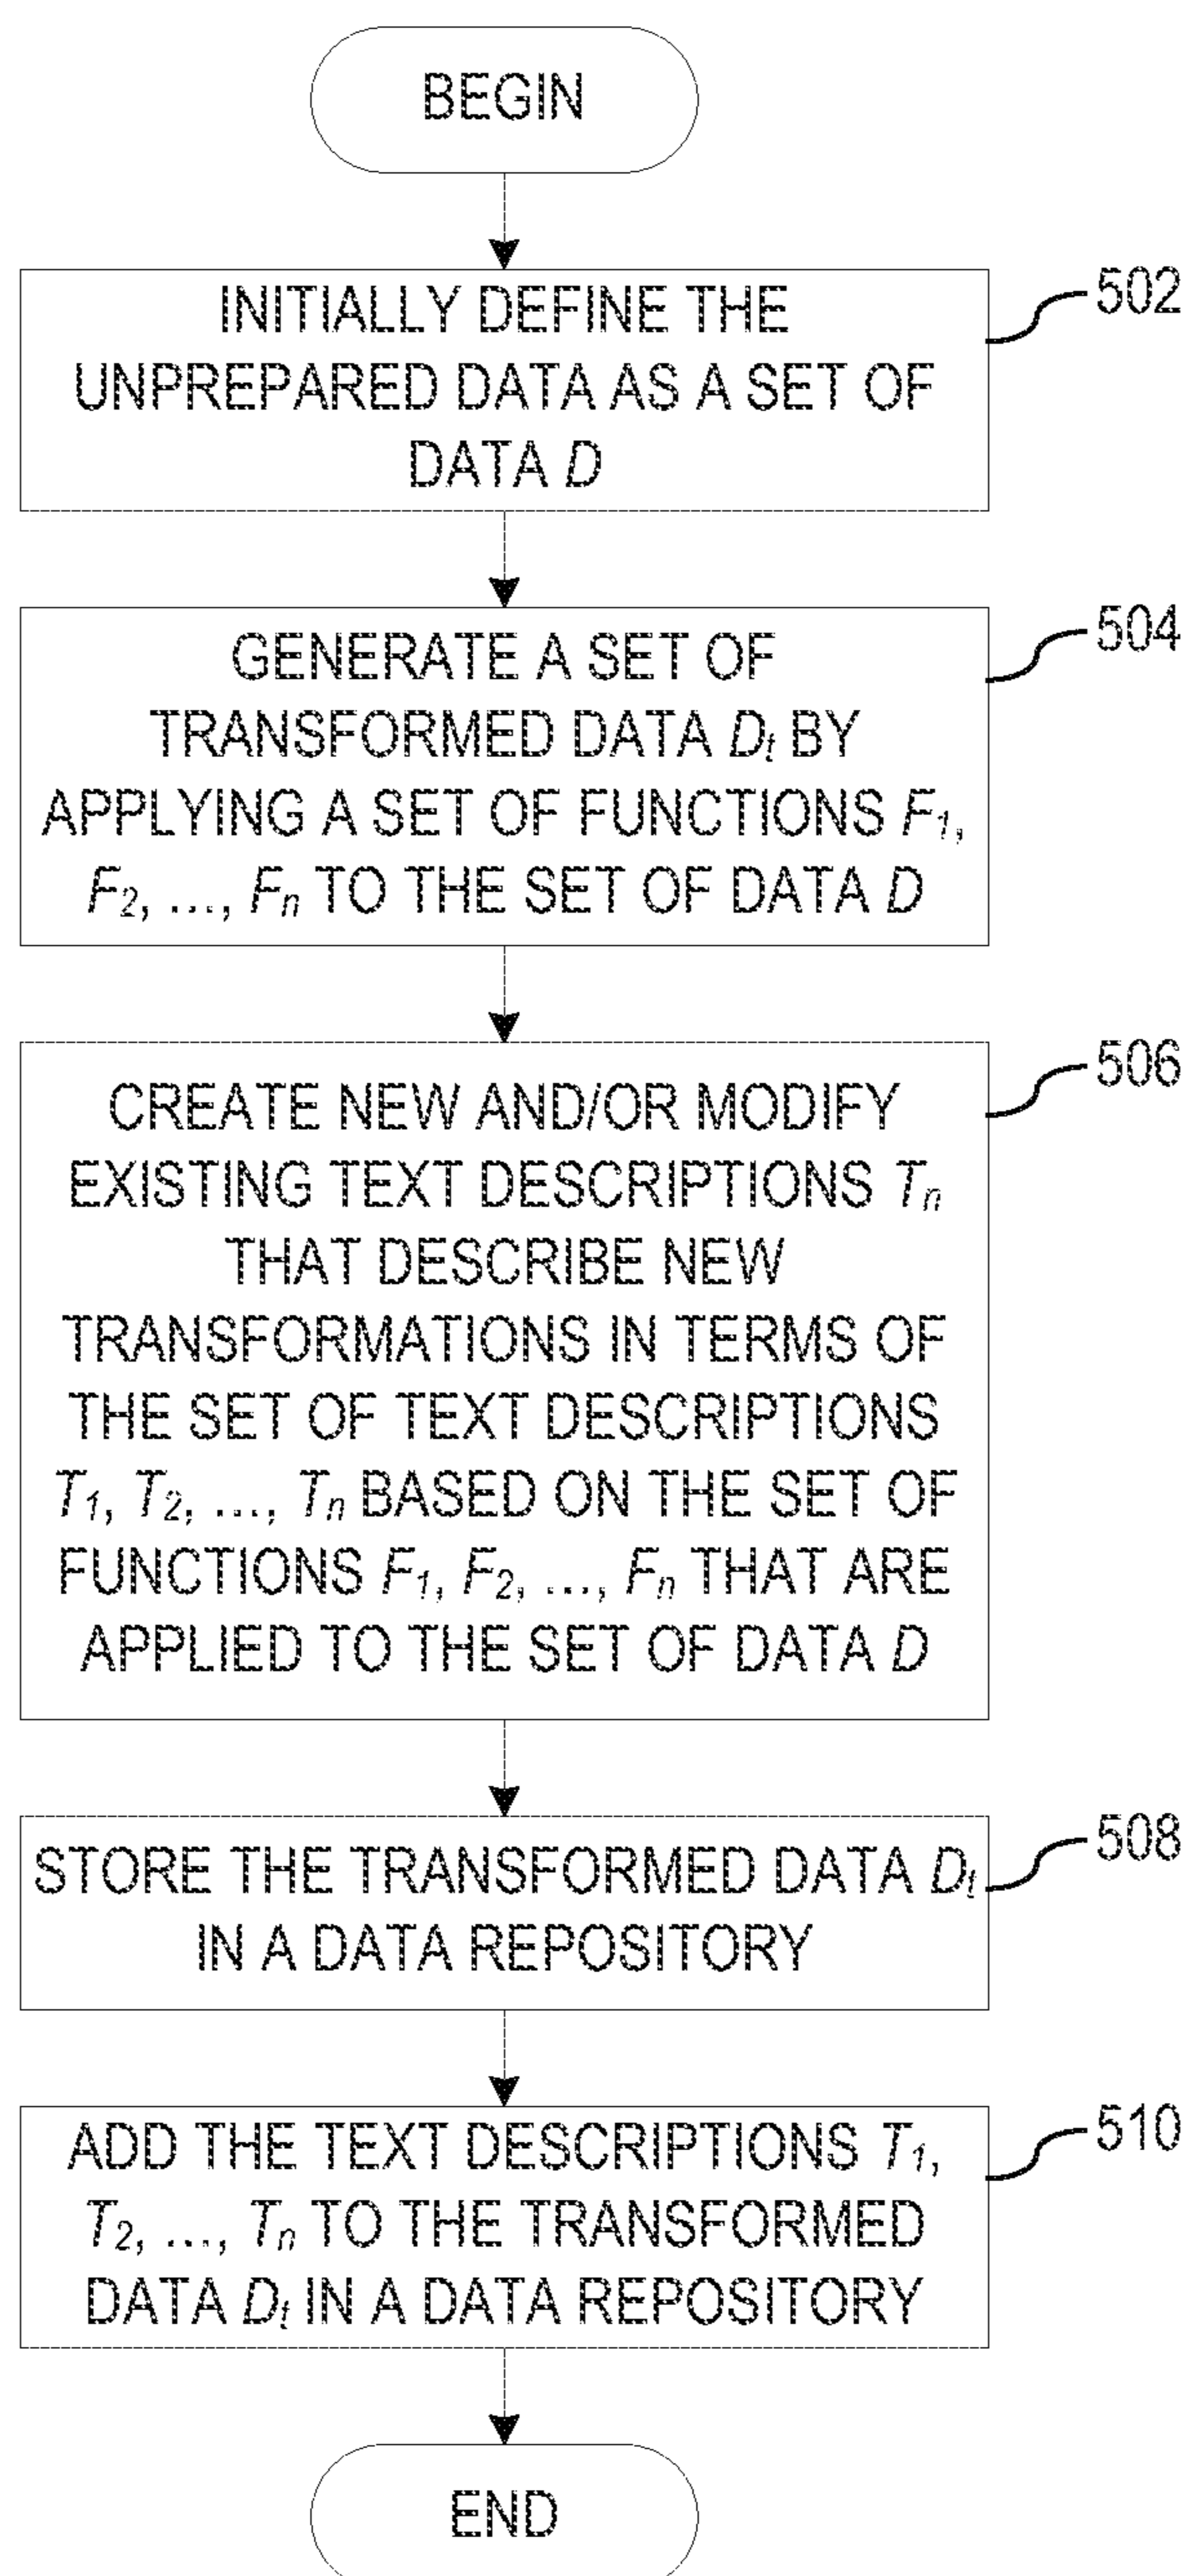 BEGIN
INITIALLY DEFINE THE
UNPREPARED DATA AS A SET OF
DATA D
502
GENERATE A SET OF
TRANSFORMED DATA Dt BY
APPLYING A SET OF FUNCTIONS F1,
F2, ..., Fn TO THE SET OF DATA D
504
CREATE NEW AND/OR MODIFY
EXISTING TEXT DESCRIPTIONS Tn
THAT DESCRIBE NEW
TRANSFORMATIONS IN TERMS OF
THE SET OF TEXT DESCRIPTIONS
T1, T2, ..., Tn BASED ON THE SET OF
FUNCTIONS F1, F2, ..., Fn THAT ARE
APPLIED TO THE SET OF DATA D
506
STORE THE TRANSFORMED DATA Dt
IN A DATA REPOSITORY
508
ADD THE TEXT DESCRIPTIONS T1,
T2, ..., Tn TO THE TRANSFORMED
DATA Dt IN A DATA REPOSITORY
510
END